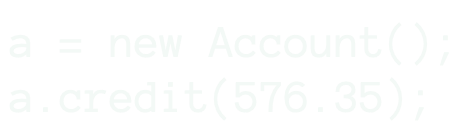 a = new Account();
a.credit(576.35);